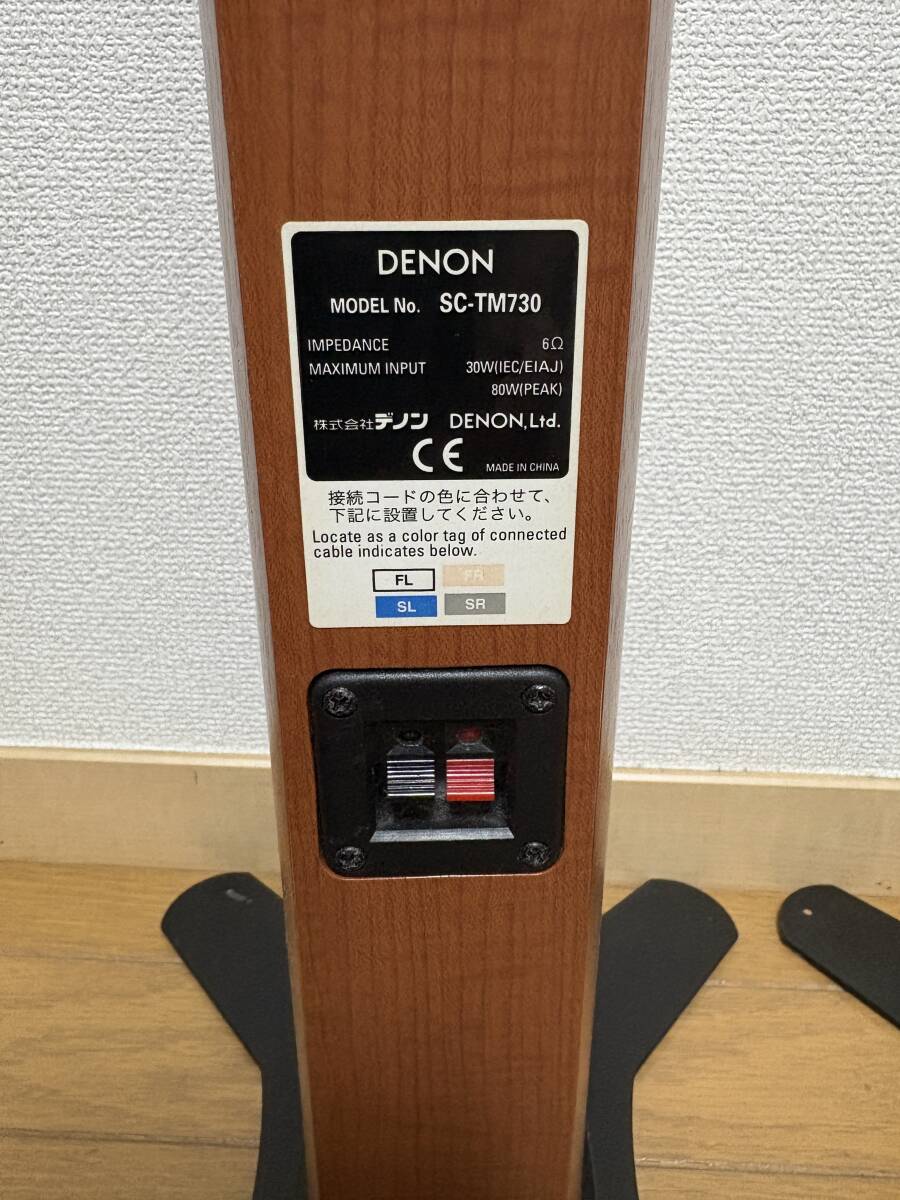 DENON
MODEL No. SC-TM730
IMPEDANCE 6Ω
MAXIMUM INPUT 30W(IEC/EIAJ)
80W(PEAK)
株式会社デノン DENON, Ltd.
CE MADE IN CHINA
接続コードの色に合わせて、
下記に設置してください。
Locate as a color tag of connected
cable indicates below.
FL FR
SL SR